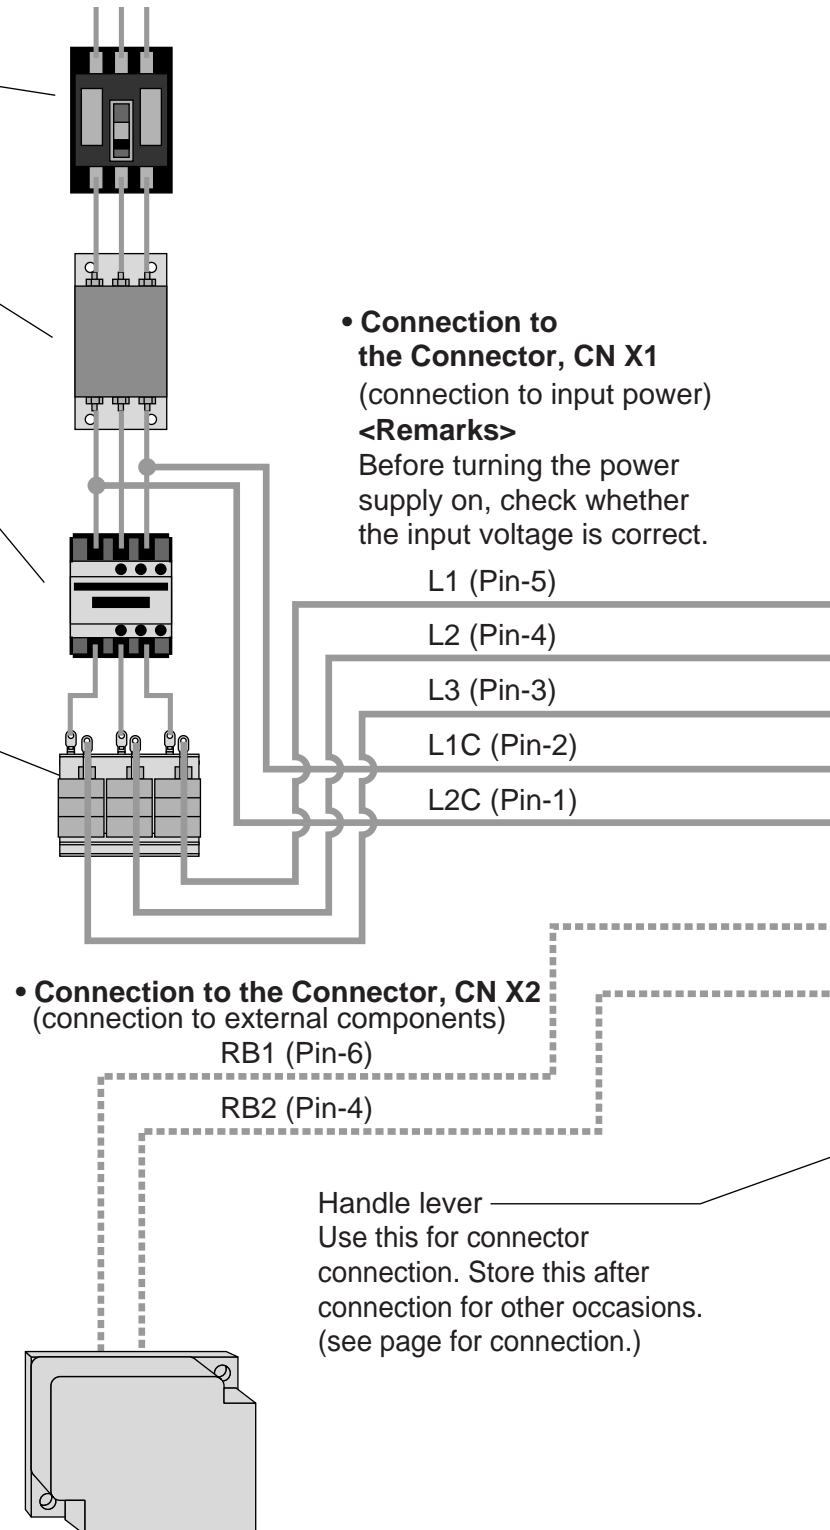 • Connection to
the Connector, CN X1
(connection to input power)
<Remarks>
Before turning the power
supply on, check whether
the input voltage is correct.
L1 (Pin-5)
L2 (Pin-4)
L3 (Pin-3)
L1C (Pin-2)
L2C (Pin-1)
• Connection to the Connector, CN X2
(connection to external components)
RB1 (Pin-6)
RB2 (Pin-4)
Handle lever
Use this for connector
connection. Store this after
connection for other occasions.
(see page for connection.)